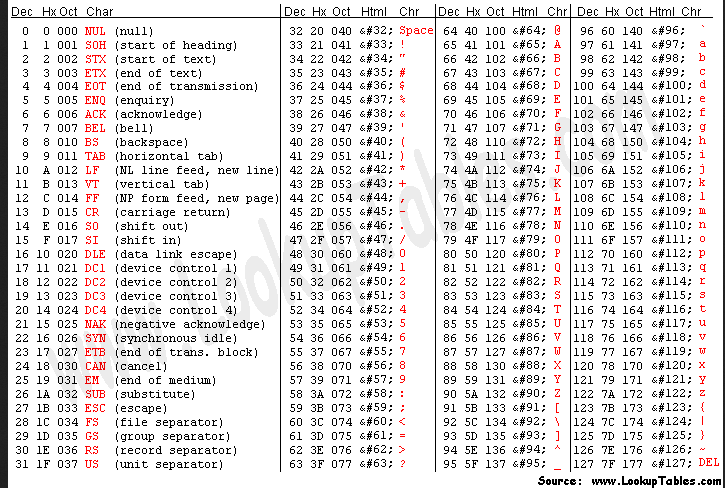 Dec Hx Oct Char Dec Hx Oct Html Chr Dec Hx Oct Html Chr Dec Hx Oct Html Chr
0 0 000 NUL (null) 32 20 040 &#32; Space 64 40 100 &#64; @ 96 60 140 &#96; `
1 1 001 SOH (start of heading) 33 21 041 &#33; ! 65 41 101 &#65; A 97 61 141 &#97; a
2 2 002 STX (start of text) 34 22 042 &#34; " 66 42 102 &#66; B 98 62 142 &#98; b
3 3 003 ETX (end of text) 35 23 043 &#35; # 67 43 103 &#67; C 99 63 143 &#99; c
4 4 004 EOT (end of transmission) 36 24 044 &#36; $ 68 44 104 &#68; D 100 64 144 &#100; d
5 5 005 ENQ (enquiry) 37 25 045 &#37; % 69 45 105 &#69; E 101 65 145 &#101; e
6 6 006 ACK (acknowledge) 38 26 046 &#38; & 70 46 106 &#70; F 102 66 146 &#102; f
7 7 007 BEL (bell) 39 27 047 &#39; ' 71 47 107 &#71; G 103 67 147 &#103; g
8 8 010 BS (backspace) 40 28 050 &#40; ( 72 48 110 &#72; H 104 68 150 &#104; h
9 9 011 TAB (horizontal tab) 41 29 051 &#41; ) 73 49 111 &#73; I 105 69 151 &#105; i
10 A 012 LF (NL line feed, new line) 42 2A 052 &#42; * 74 4A 112 &#74; J 106 6A 152 &#106; j
11 B 013 VT (vertical tab) 43 2B 053 &#43; + 75 4B 113 &#75; K 107 6B 153 &#107; k
12 C 014 FF (NP form feed, new page) 44 2C 054 &#44; , 76 4C 114 &#76; L 108 6C 154 &#108; l
13 D 015 CR (carriage return) 45 2D 055 &#45; - 77 4D 115 &#77; M 109 6D 155 &#109; m
14 E 016 SO (shift out) 46 2E 056 &#46; . 78 4E 116 &#78; N 110 6E 156 &#110; n
15 F 017 SI (shift in) 47 2F 057 &#47; / 79 4F 117 &#79; O 111 6F 157 &#111; o
16 10 020 DLE (data link escape) 48 30 060 &#48; 0 80 50 120 &#80; P 112 70 160 &#112; p
17 11 021 DC1 (device control 1) 49 31 061 &#49; 1 81 51 121 &#81; Q 113 71 161 &#113; q
18 12 022 DC2 (device control 2) 50 32 062 &#50; 2 82 52 122 &#82; R 114 72 162 &#114; r
19 13 023 DC3 (device control 3) 51 33 063 &#51; 3 83 53 123 &#83; S 115 73 163 &#115; s
20 14 024 DC4 (device control 4) 52 34 064 &#52; 4 84 54 124 &#84; T 116 74 164 &#116; t
21 15 025 NAK (negative acknowledge) 53 35 065 &#53; 5 85 55 125 &#85; U 117 75 165 &#117; u
22 16 026 SYN (synchronous idle) 54 36 066 &#54; 6 86 56 126 &#86; V 118 76 166 &#118; v
23 17 027 ETB (end of trans. block) 55 37 067 &#55; 7 87 57 127 &#87; W 119 77 167 &#119; w
24 18 030 CAN (cancel) 56 38 070 &#56; 8 88 58 130 &#88; X 120 78 170 &#120; x
25 19 031 EM (end of medium) 57 39 071 &#57; 9 89 59 131 &#89; Y 121 79 171 &#121; y
26 1A 032 SUB (substitute) 58 3A 072 &#58; : 90 5A 132 &#90; Z 122 7A 172 &#122; z
27 1B 033 ESC (escape) 59 3B 073 &#59; ; 91 5B 133 &#91; [ 123 7B 173 &#123; {
28 1C 034 FS (file separator) 60 3C 074 &#60; < 92 5C 134 &#92; \ 124 7C 174 &#124; |
29 1D 035 GS (group separator) 61 3D 075 &#61; = 93 5D 135 &#93; ] 125 7D 175 &#125; }
30 1E 036 RS (record separator) 62 3E 076 &#62; > 94 5E 136 &#94; ^ 126 7E 176 &#126; ~
31 1F 037 US (unit separator) 63 3F 077 &#63; ? 95 5F 137 &#95; _ 127 7F 177 &#127; DEL
Source: www.LookupTables.com
www.LookupTables.com